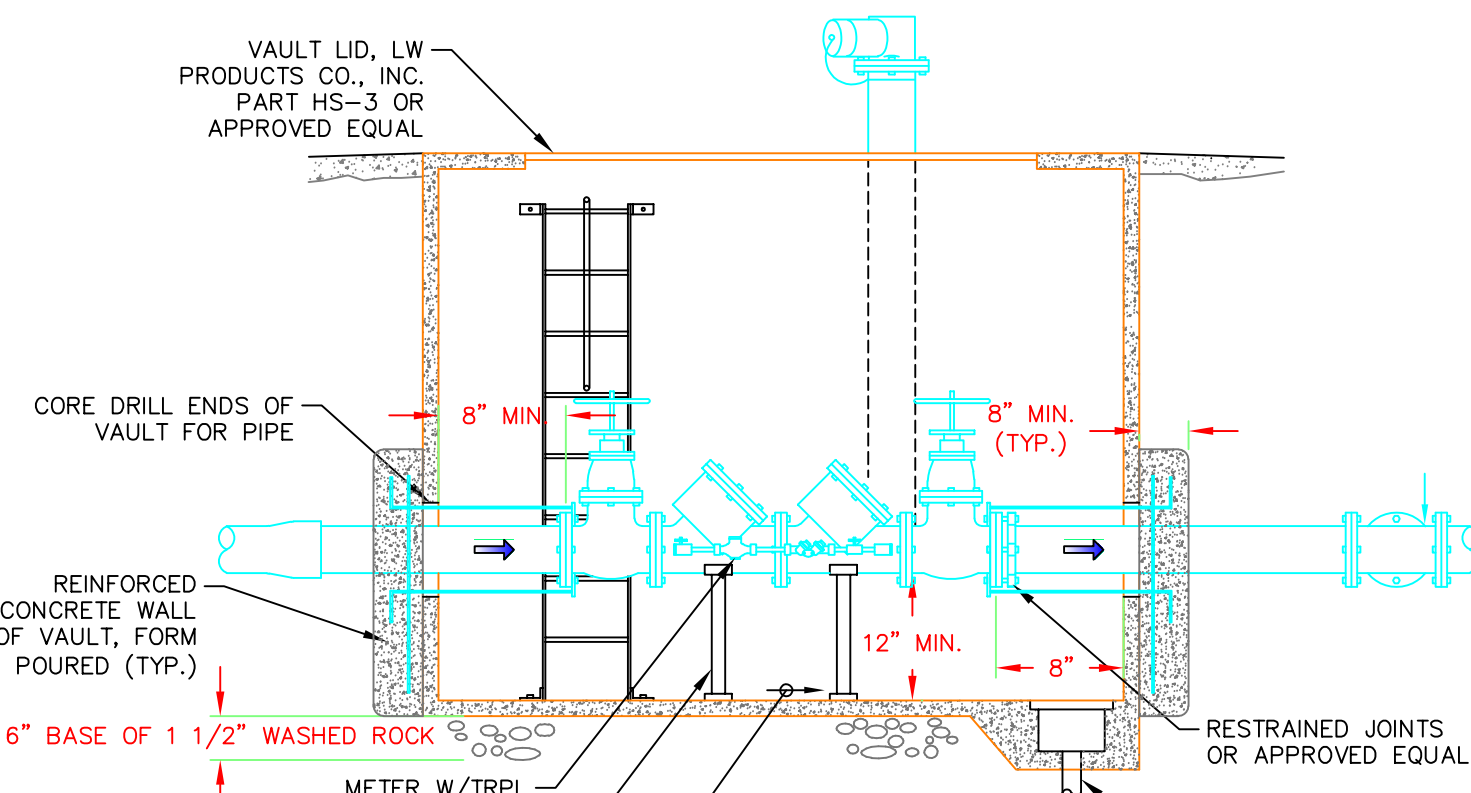 VAULT LID, LW
PRODUCTS CO., INC.
PART HS-3 OR
APPROVED EQUAL
CORE DRILL ENDS OF
VAULT FOR PIPE
8" MIN.
8" MIN.
(TYP.)
REINFORCED
CONCRETE WALL
OF VAULT, FORM
POURED (TYP.)
12" MIN.
8"
6" BASE OF 1 1/2" WASHED ROCK
RESTRAINED JOINTS
OR APPROVED EQUAL
METER W/TRPL